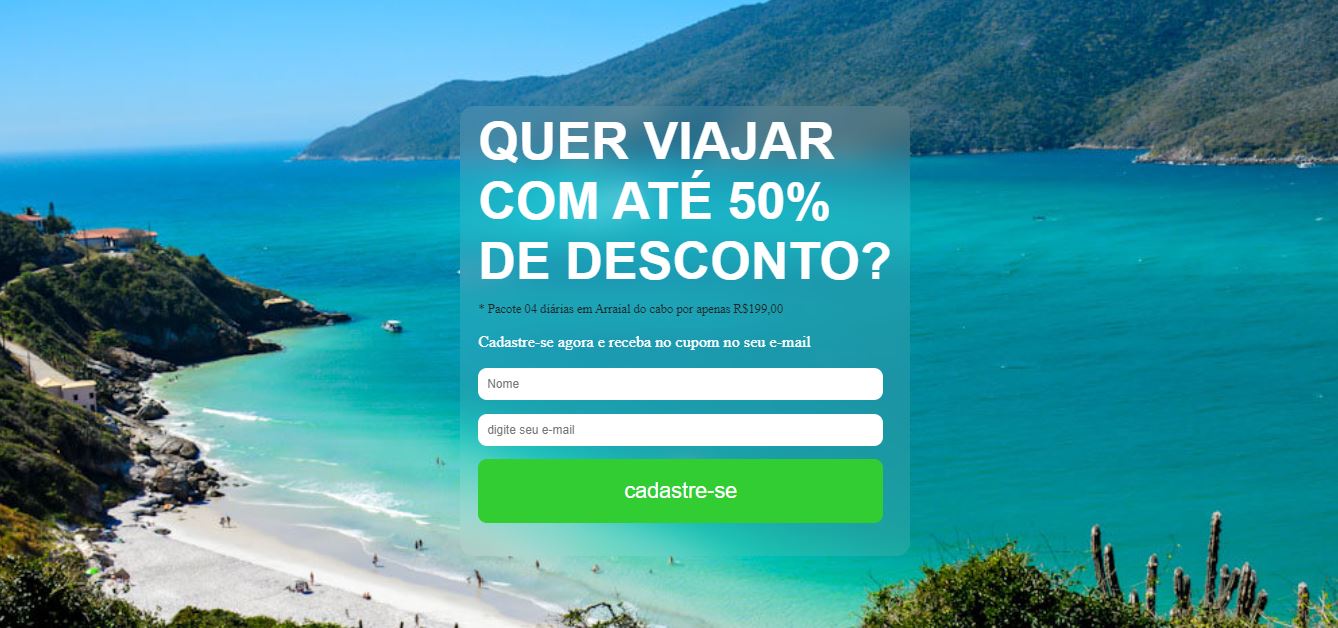 QUER VIAJAR
COM ATÉ 50%
DE DESCONTO?
* Pacote 04 diárias em Arraial do cabo por apenas R$199,00
Cadastre-se agora e receba no cupom no seu e-mail
Nome
digite seu e-mail
cadastre-se